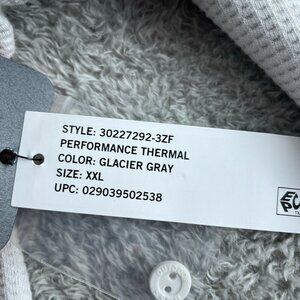 STYLE: 30227292-3ZF
PERFORMANCE THERMAL
COLOR: GLACIER GRAY
SIZE: XXL
UPC: 029039502538